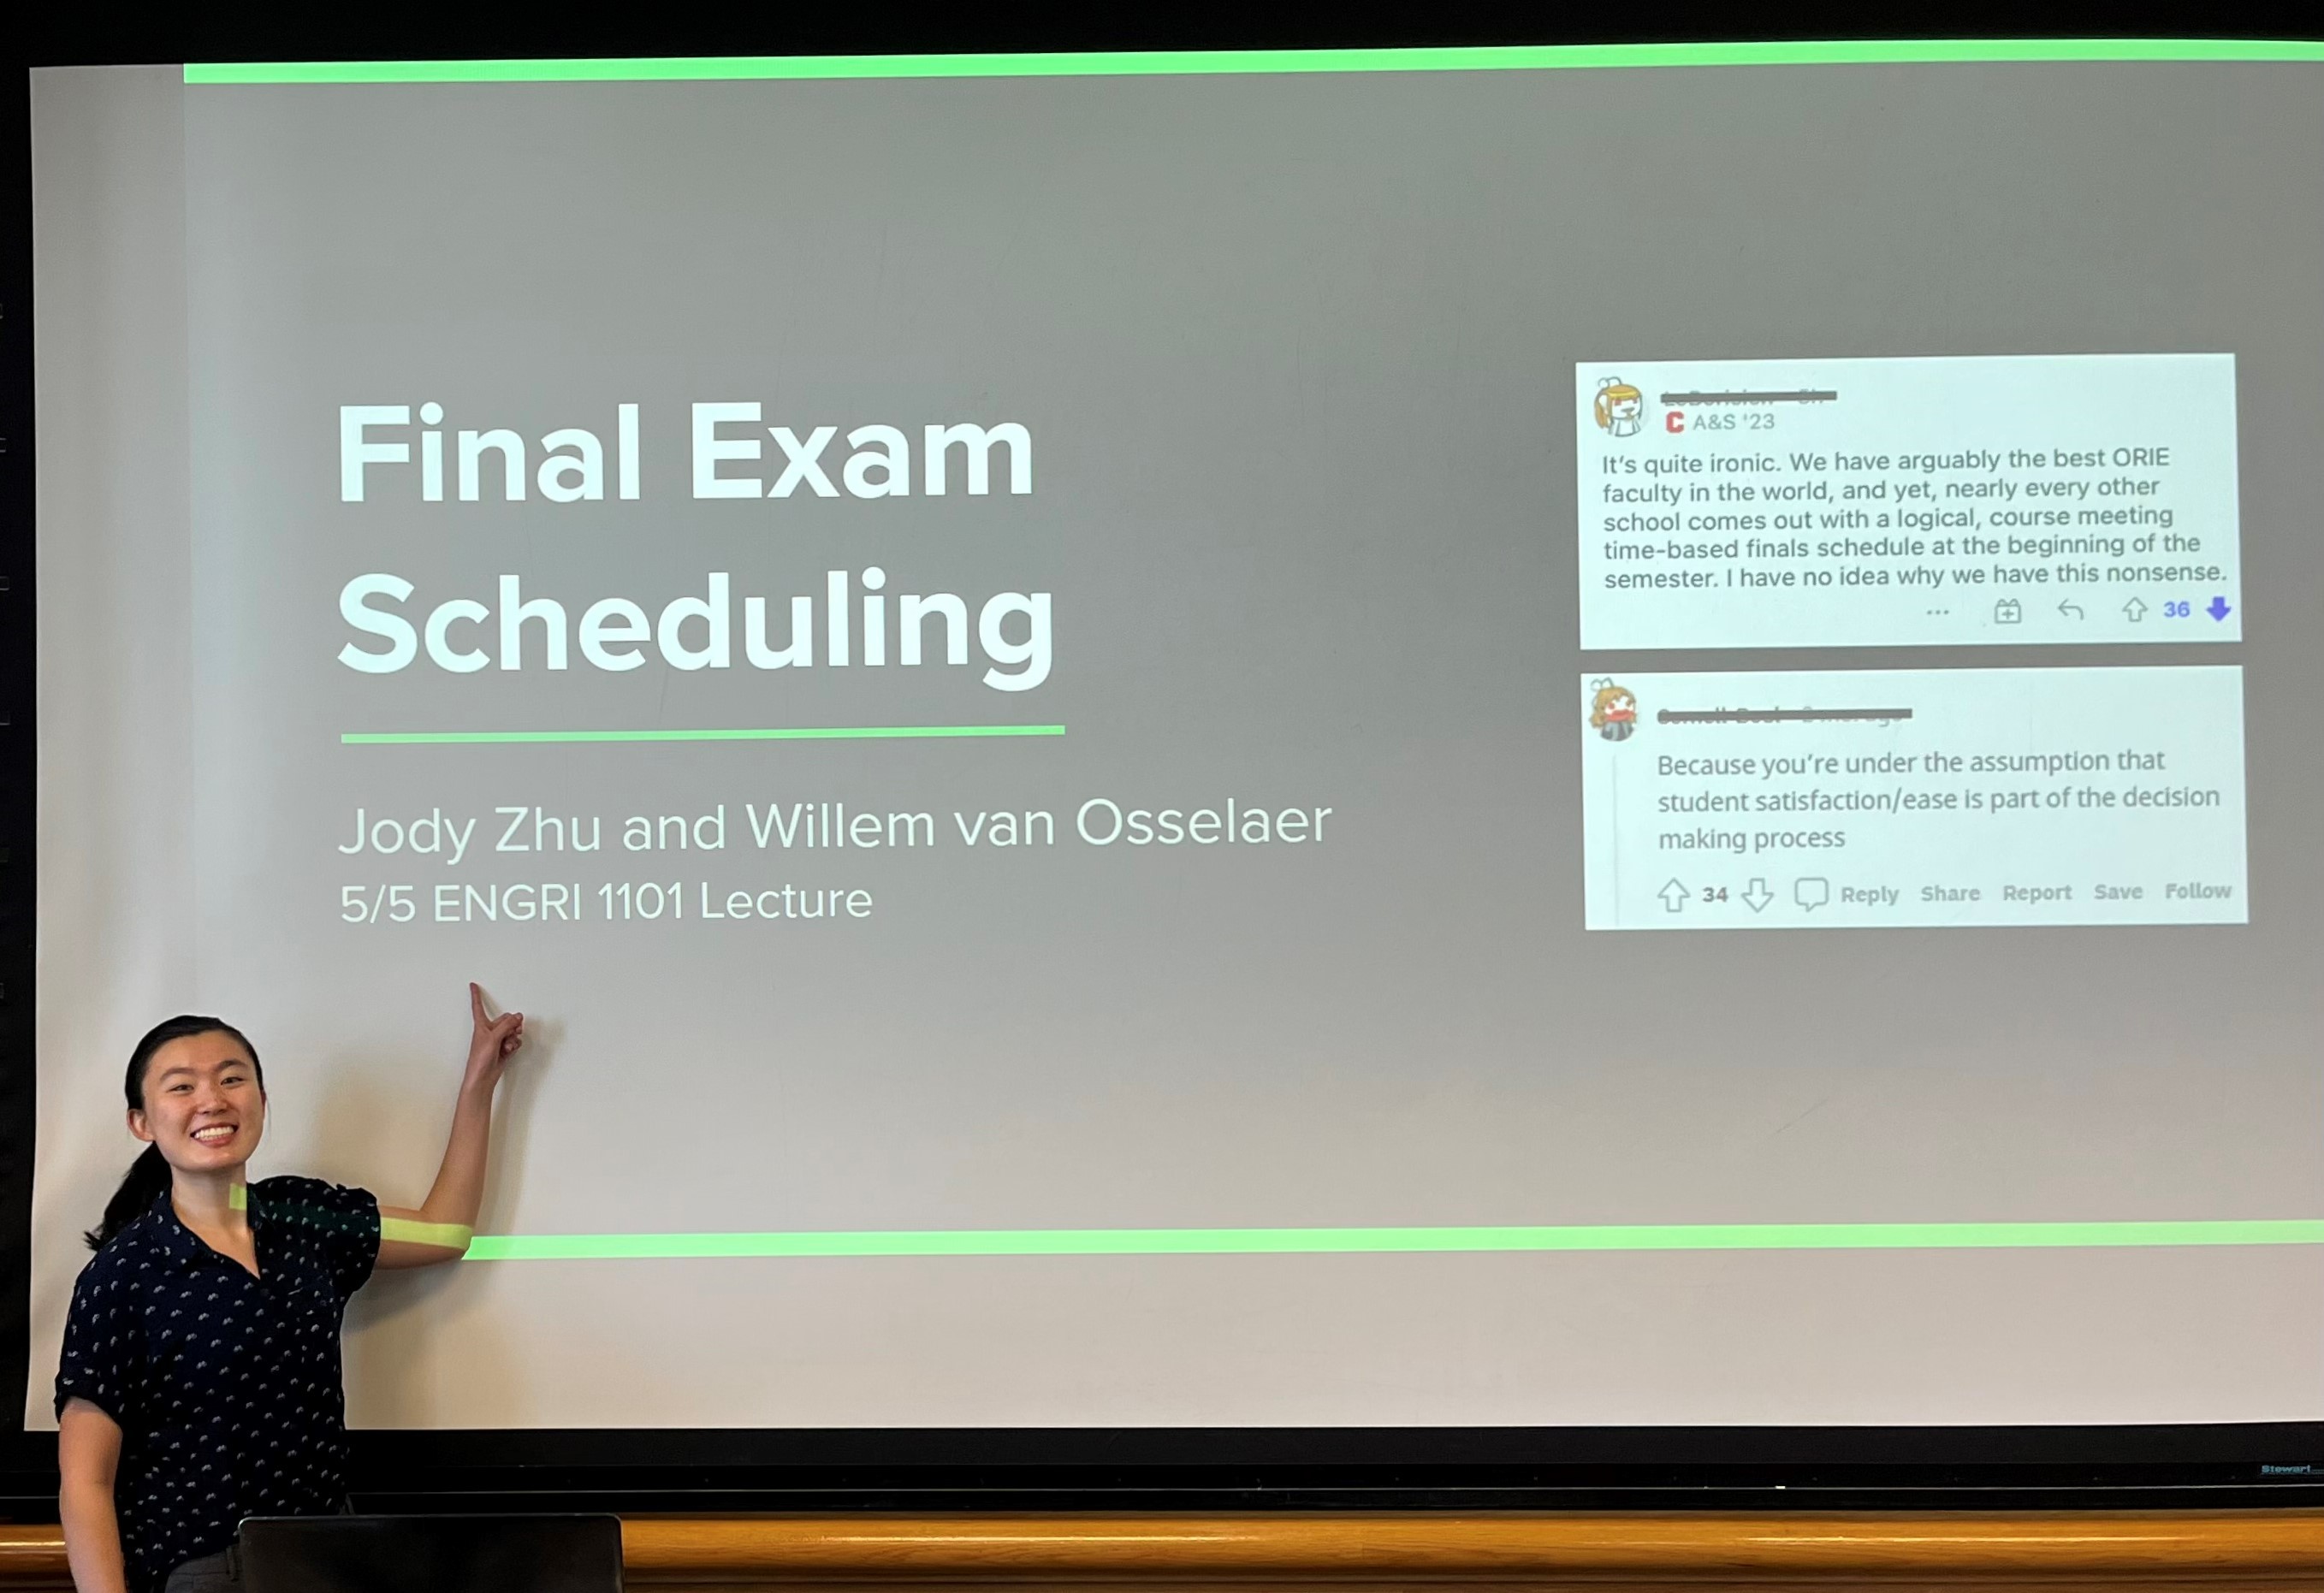 Final Exam
Scheduling
Jody Zhu and Willem van Osselaer
5/5 ENGRI 1101 Lecture
C A&S '23
It's quite ironic. We have arguably the best ORIE
faculty in the world, and yet, nearly every other
school comes out with a logical, course meeting
time-based finals schedule at the beginning of the
semester. I have no idea why we have this nonsense.
... 36
Because you're under the assumption that
student satisfaction/ease is part of the decision
making process
34 Reply Share Report Save Follow
Stewart